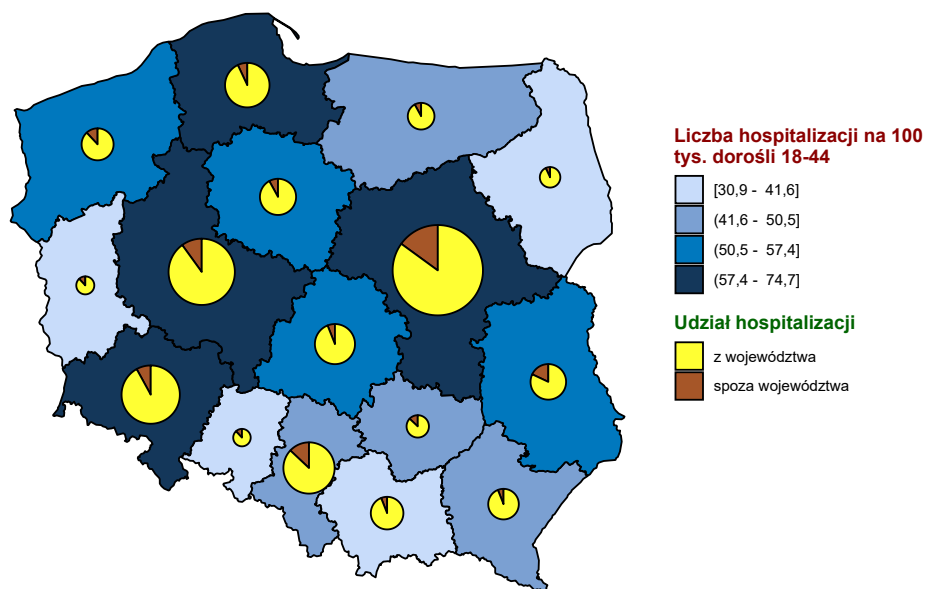 Liczba hospitalizacji na 100
tys. dorośli 18-44
[30,9 - 41,6]
(41,6 - 50,5]
(50,5 - 57,4]
(57,4 - 74,7]
Udział hospitalizacji
z województwa
spoza województwa